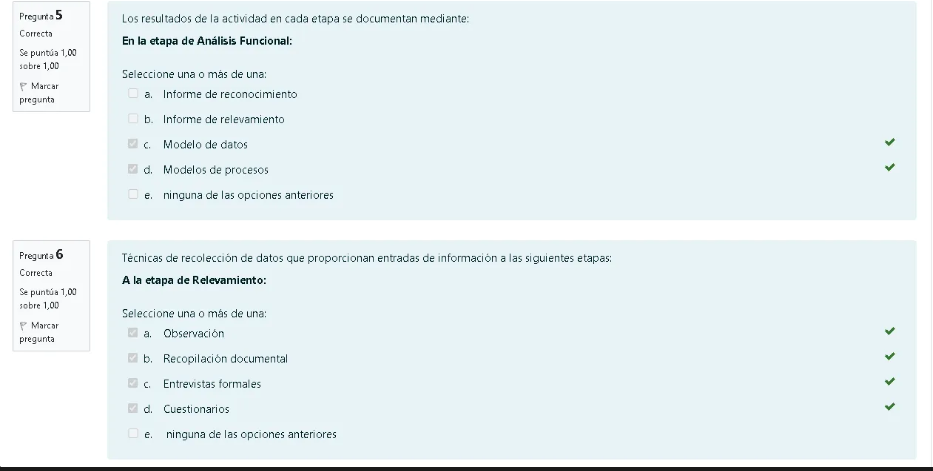 Pregunta 5
Correcta
Se puntúa 1,00
sobre 1,00
Marcar
pregunta
Los resultados de la actividad en cada etapa se documentan mediante:
En la etapa de Análisis Funcional:
Seleccione una o más de una:
a. Informe de reconocimiento
b. Informe de relevamiento
c. Modelo de datos
d. Modelos de procesos
e. ninguna de las opciones anteriores
Pregunta 6
Correcta
Se puntúa 1,00
sobre 1,00
Marcar
pregunta
Técnicas de recolección de datos que proporcionan entradas de información a las siguientes etapas:
A la etapa de Relevamiento:
Seleccione una o más de una:
a. Observación
b. Recopilación documental
c. Entrevistas formales
d. Cuestionarios
e. ninguna de las opciones anteriores